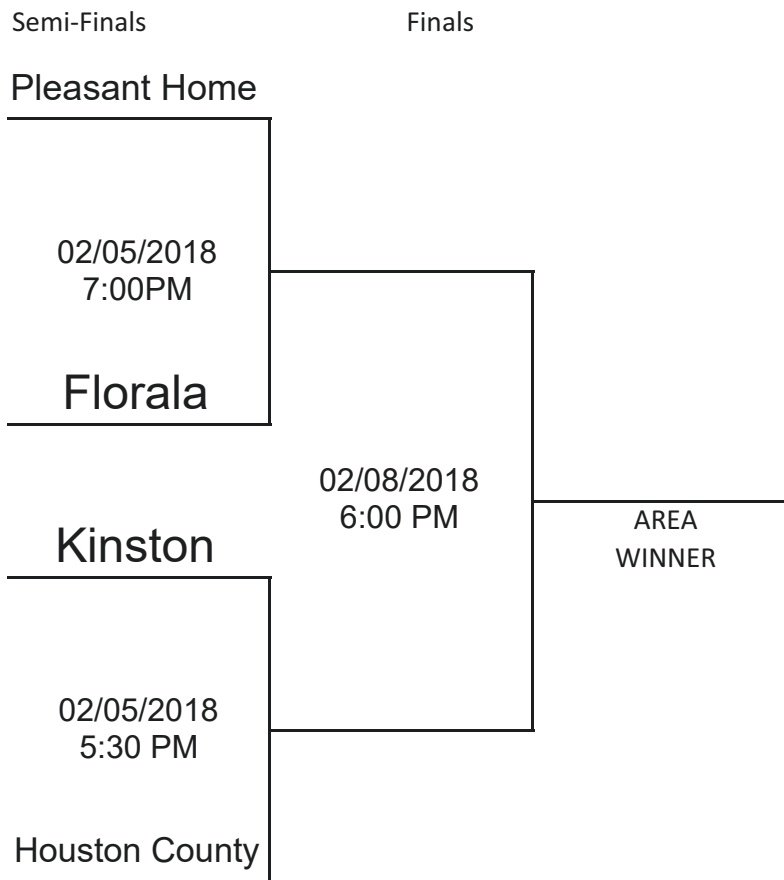 Semi-Finals
Finals
Pleasant Home
02/05/2018
7:00PM
Florala
02/08/2018
6:00 PM
AREA
WINNER
Kinston
02/05/2018
5:30 PM
Houston County